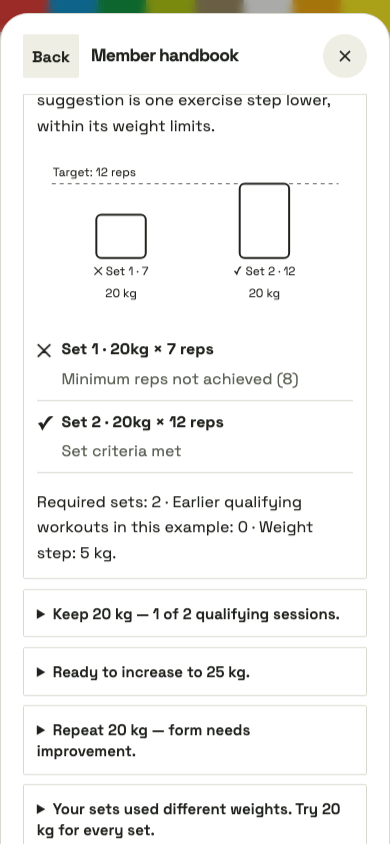 Back
Member handbook
suggestion is one exercise step lower,
within its weight limits.
Target: 12 reps
✕ Set 1 · 7
20 kg
✓ Set 2 · 12
20 kg
✕ Set 1 · 20kg × 7 reps
Minimum reps not achieved (8)
✓ Set 2 · 20kg × 12 reps
Set criteria met
Required sets: 2 · Earlier qualifying
workouts in this example: 0 · Weight
step: 5 kg.
▶ Keep 20 kg — 1 of 2 qualifying sessions.
▶ Ready to increase to 25 kg.
▶ Repeat 20 kg — form needs
improvement.
▶ Your sets used different weights. Try 20
kg for every set.